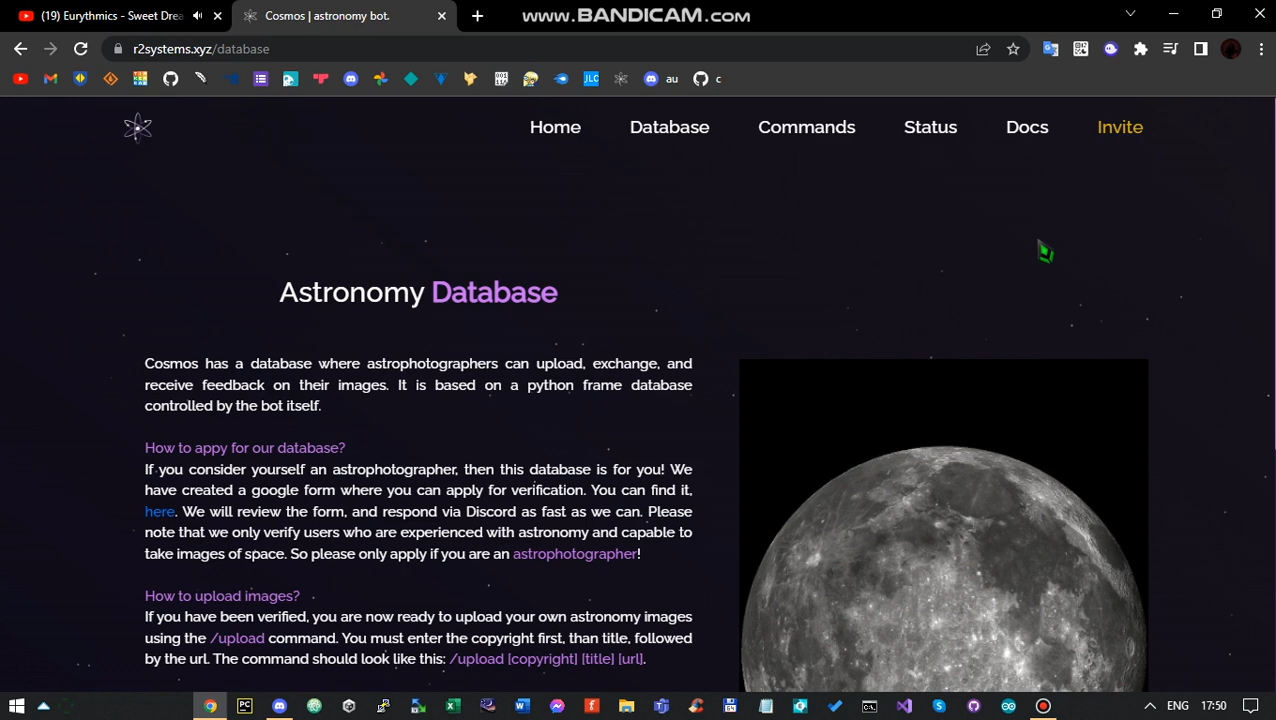 www.BANDICAM.com
(19) Eurythmics - Sweet Drea
Cosmos | astronomy bot.
r2systems.xyz/database
au
c
Home
Database
Commands
Status
Docs
Invite
Astronomy Database
Cosmos has a database where astrophotographers can upload, exchange, and
receive feedback on their images. It is based on a python frame database
controlled by the bot itself.
How to appy for our database?
If you consider yourself an astrophotographer, then this database is for you! We
have created a google form where you can apply for verification. You can find it,
here. We will review the form, and respond via Discord as fast as we can. Please
note that we only verify users who are experienced with astronomy and capable to
take images of space. So please only apply if you are an astrophotographer!
How to upload images?
If you have been verified, you are now ready to upload your own astronomy images
using the /upload command. You must enter the copyright first, than title, followed
by the url. The command should look like this: /upload [copyright] [title] [url].
ENG
17:50